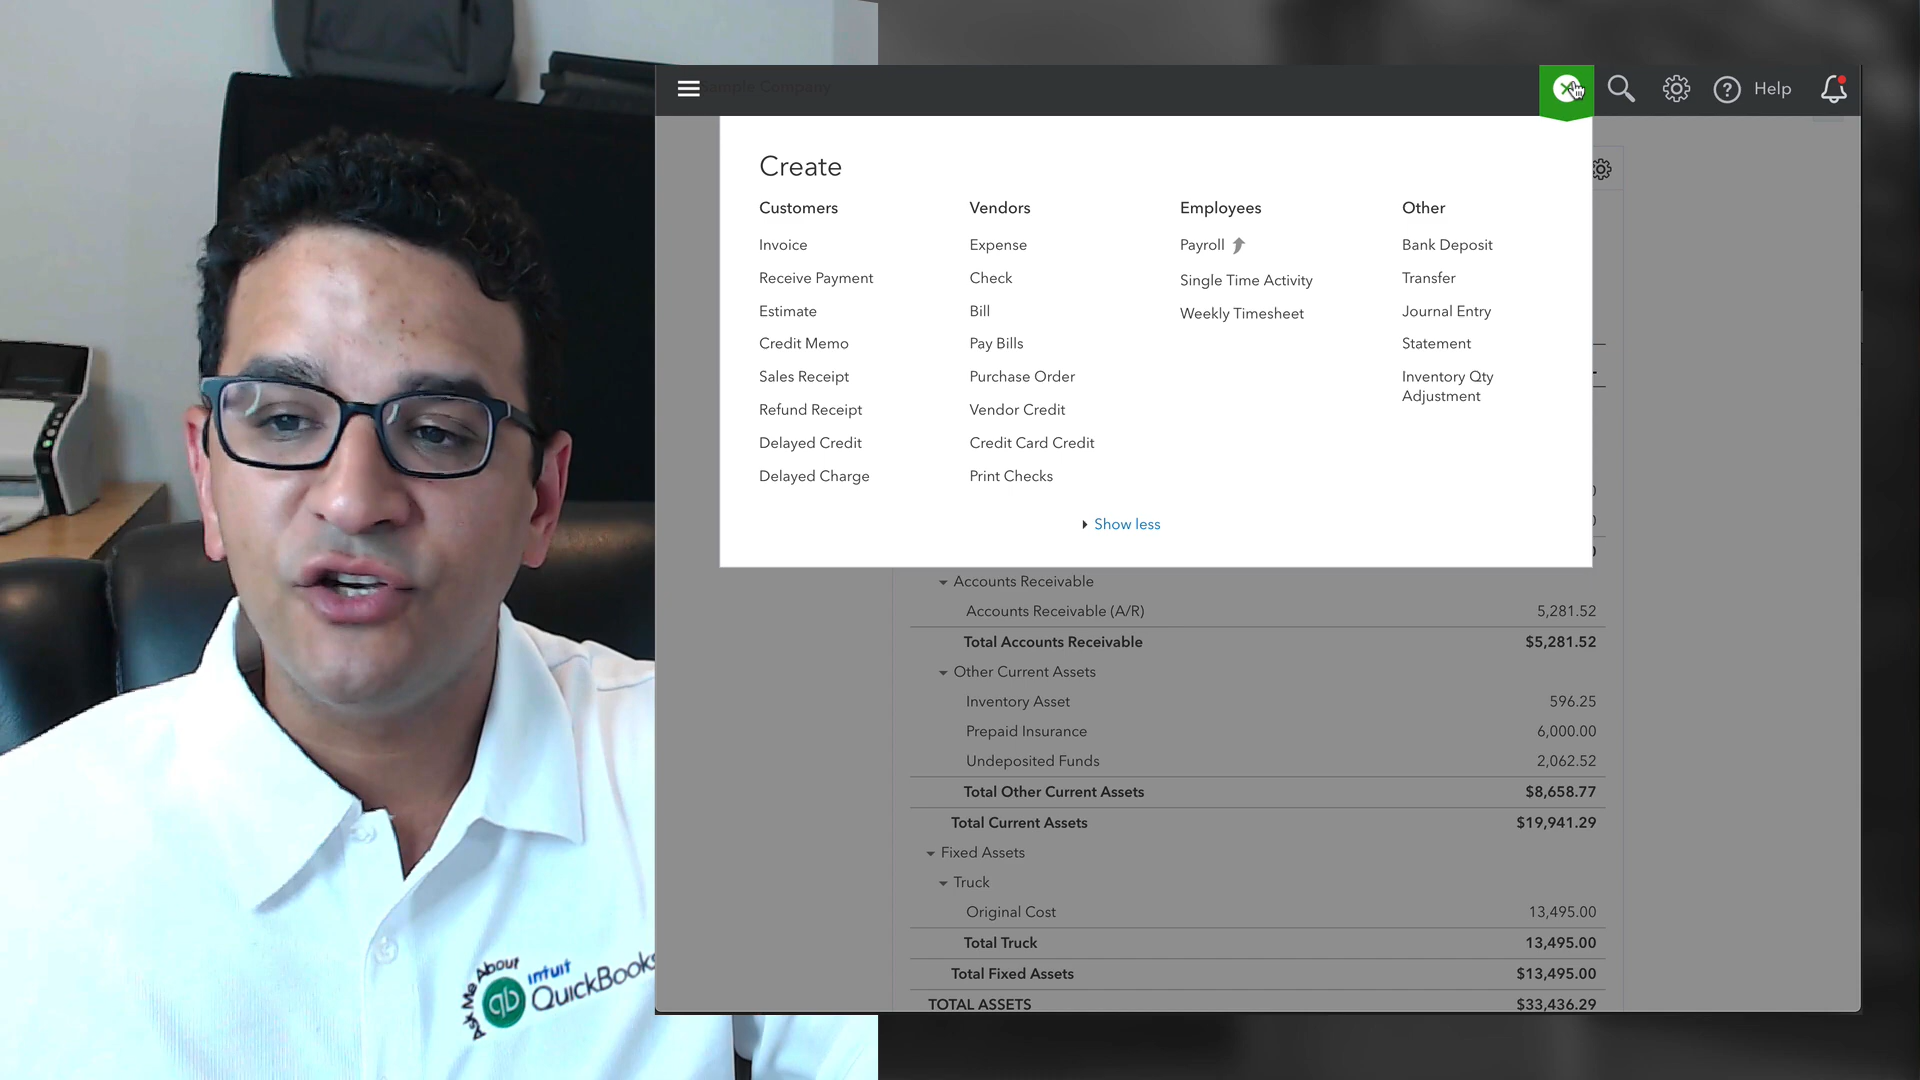 Sample Company
Help
Create
Customers
Invoice
Receive Payment
Estimate
Credit Memo
Sales Receipt
Refund Receipt
Delayed Credit
Delayed Charge
Vendors
Expense
Check
Bill
Pay Bills
Purchase Order
Vendor Credit
Credit Card Credit
Print Checks
Employees
Payroll
Single Time Activity
Weekly Timesheet
Other
Bank Deposit
Transfer
Journal Entry
Statement
Inventory Qty
Adjustment
Show less
Accounts Receivable
Accounts Receivable (A/R) 5,281.52
Total Accounts Receivable $5,281.52
Other Current Assets
Inventory Asset 596.25
Prepaid Insurance 6,000.00
Undeposited Funds 2,062.52
Total Other Current Assets $8,658.77
Total Current Assets $19,941.29
Fixed Assets
Truck
Original Cost 13,495.00
Total Truck 13,495.00
Total Fixed Assets $13,495.00
TOTAL ASSETS $33,436.29
Ask Me About
qb
intuit
QuickBooks